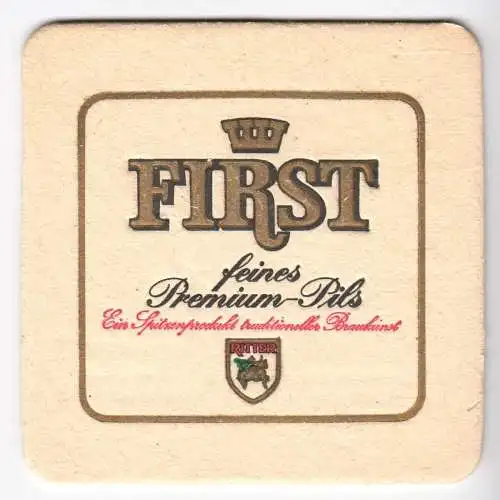 FIRST
feines
Premium-Pils
Ein Spitzenprodukt traditioneller Braukunst
RITTER